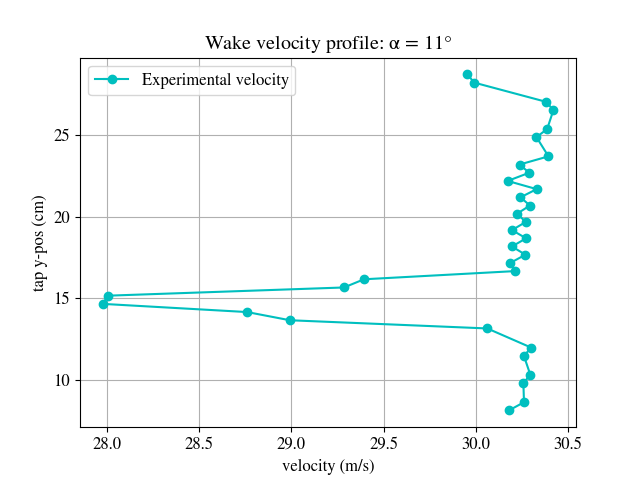 Wake velocity profile: α = 11°
Experimental velocity
tap y-pos (cm)
25
20
15
10
28.0 28.5 29.0 29.5 30.0 30.5
velocity (m/s)